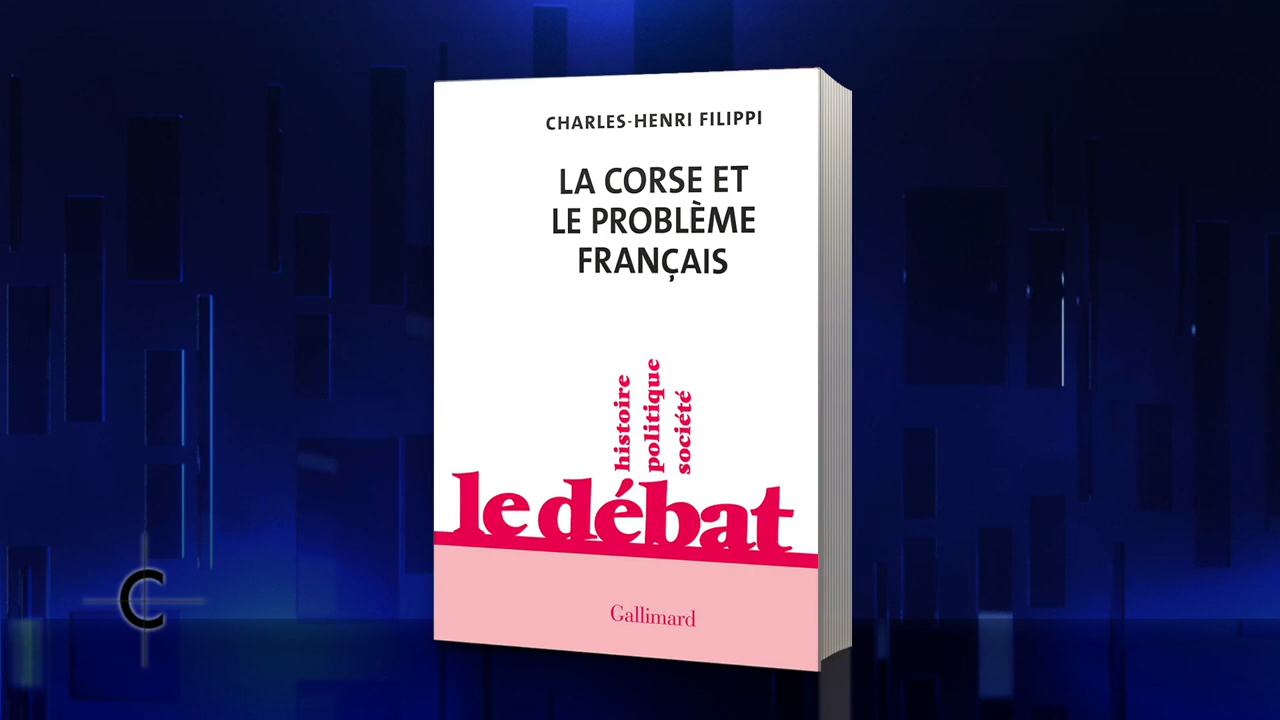 CHARLES-HENRI FILIPPI
LA CORSE ET
LE PROBLÈME
FRANÇAIS
histoire
politique
société
le débat
Gallimard
C